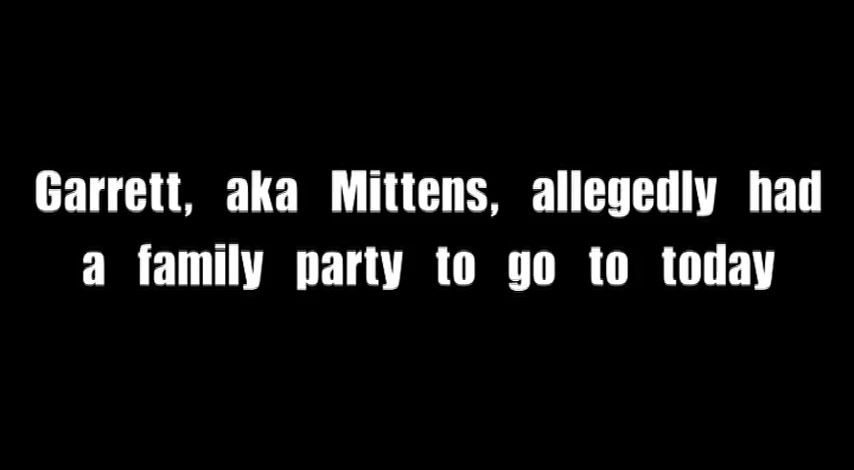 Garrett, aka Mittens, allegedly had
a family party to go to today